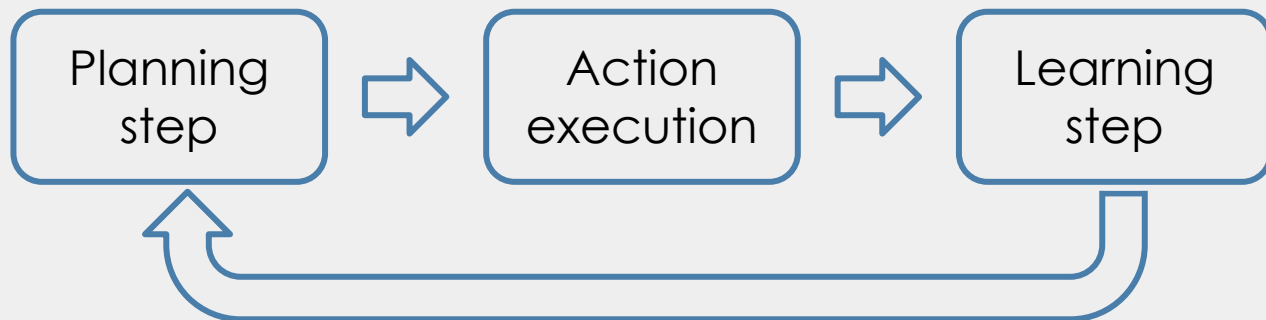 Planning
step
Action
execution
Learning
step